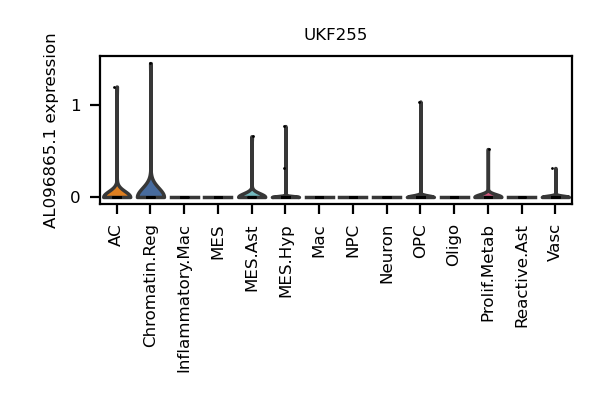 UKF255
AL096865.1 expression
1
0
AC
Chromatin.Reg
Inflammatory.Mac
MES
MES.Ast
MES.Hyp
Mac
NPC
Neuron
OPC
Oligo
Prolif.Metab
Reactive.Ast
Vasc